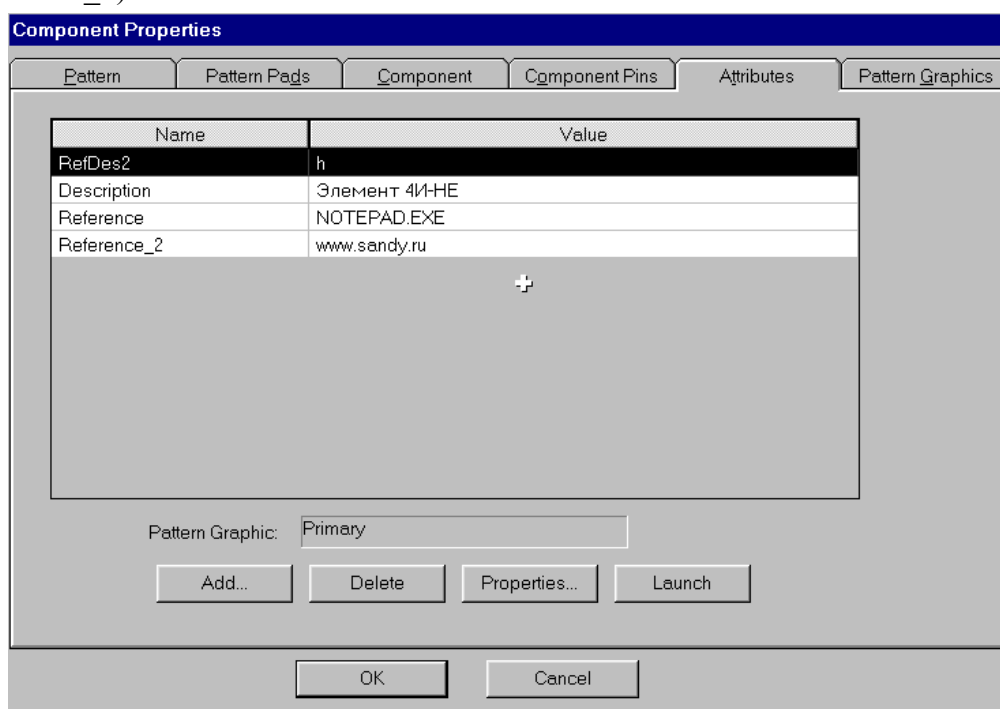 Component Properties
Pattern Pattern Pads Component Component Pins Attributes Pattern Graphics
Name Value
RefDes2 h
Description Элемент 4И-НЕ
Reference NOTEPAD.EXE
Reference_2 www.sandy.ru
Pattern Graphic: Primary
Add... Delete Properties... Launch
OK Cancel